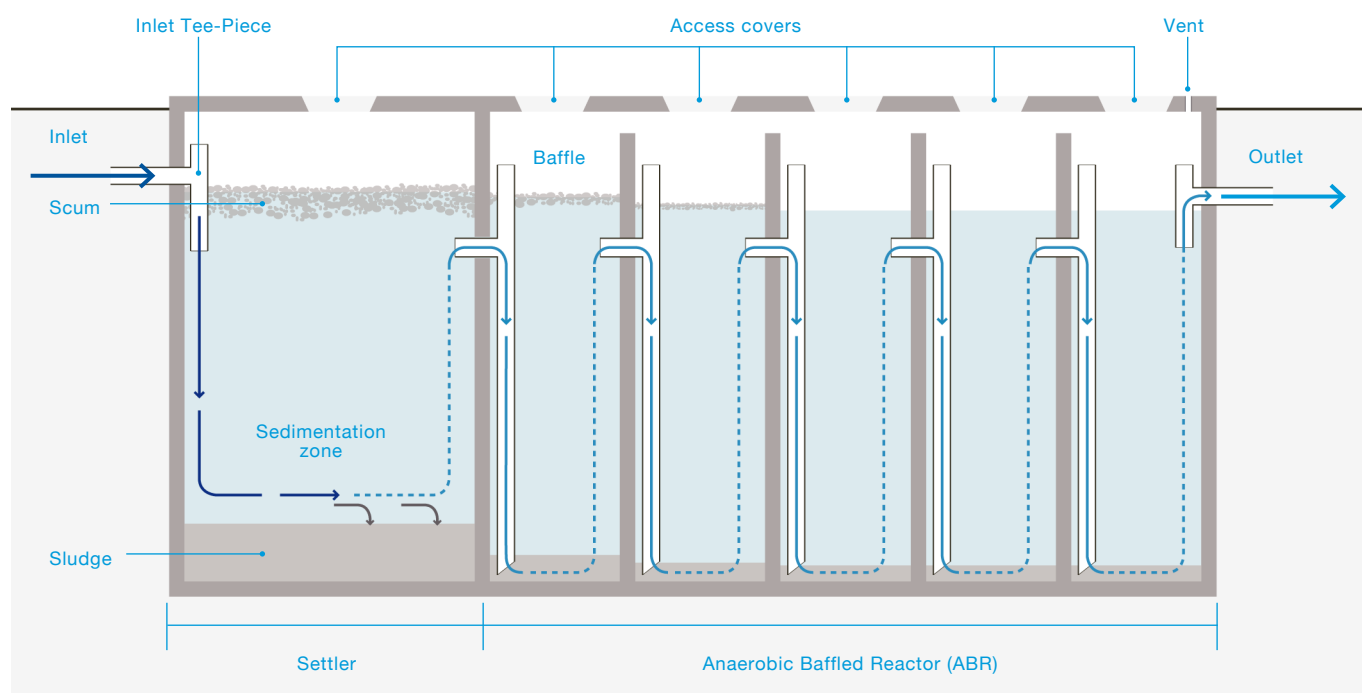 Inlet Tee-Piece
Access covers
Vent
Inlet
Baffle
Outlet
Scum
Sedimentation
zone
Sludge
Settler
Anaerobic Baffled Reactor (ABR)